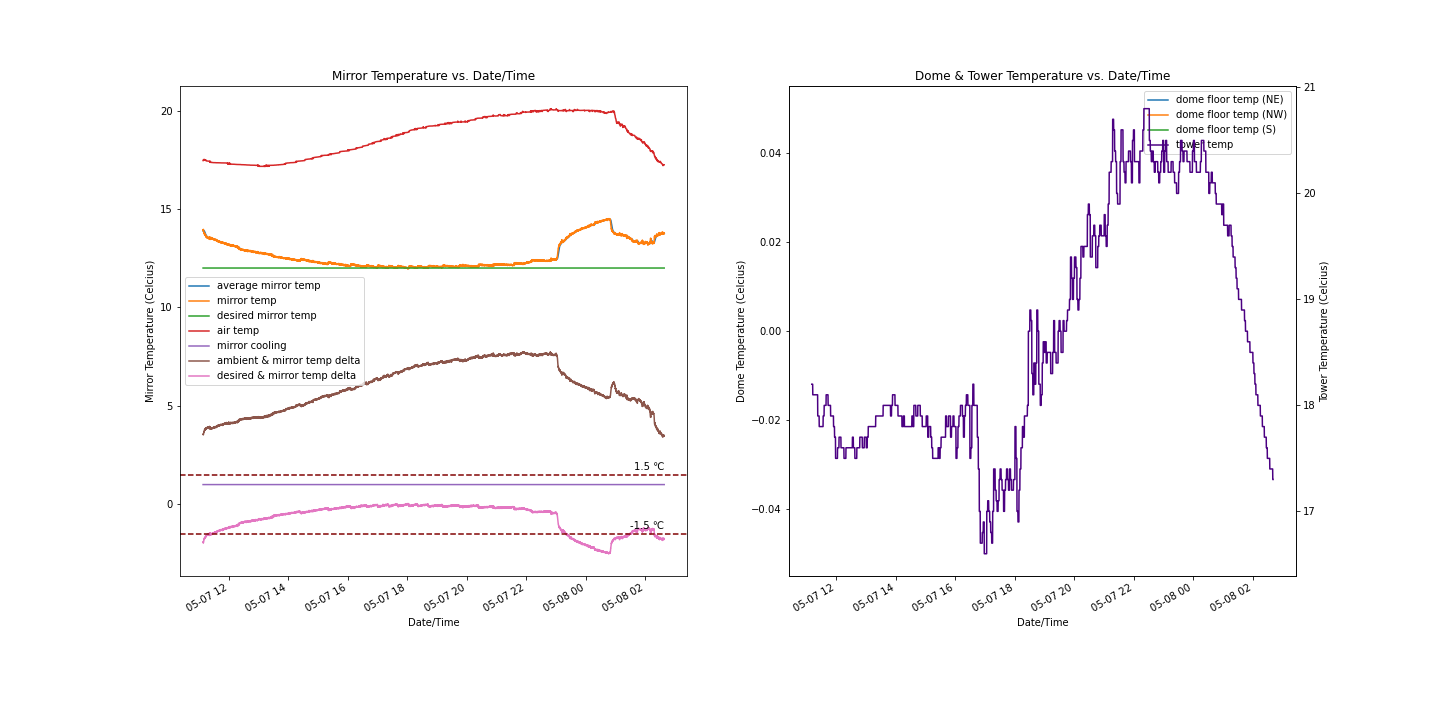 Mirror Temperature vs. Date/Time
Mirror Temperature (Celcius)
20
15
10
5
0
average mirror temp
mirror temp
desired mirror temp
air temp
mirror cooling
ambient & mirror temp delta
desired & mirror temp delta
1.5 °C
-1.5 °C
05-07 12
05-07 14
05-07 16
05-07 18
05-07 20
05-07 22
05-08 00
05-08 02
Date/Time
Dome & Tower Temperature vs. Date/Time
Dome Temperature (Celcius)
0.04
0.02
0.00
−0.02
−0.04
dome floor temp (NE)
dome floor temp (NW)
dome floor temp (S)
tower temp
21
20
19
18
17
Tower Temperature (Celcius)
05-07 12
05-07 14
05-07 16
05-07 18
05-07 20
05-07 22
05-08 00
05-08 02
Date/Time